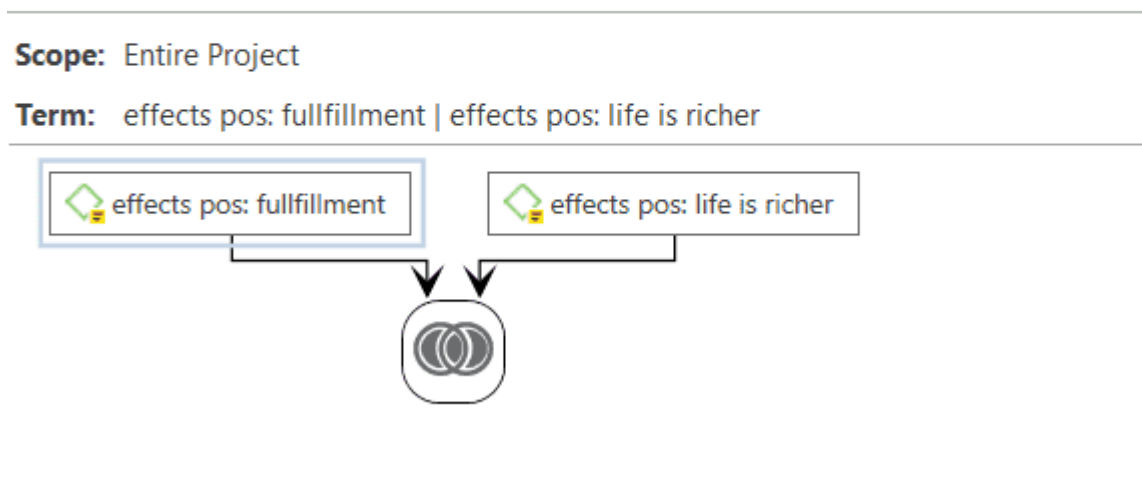 Scope: Entire Project
Term: effects pos: fullfillment | effects pos: life is richer
effects pos: fullfillment
effects pos: life is richer